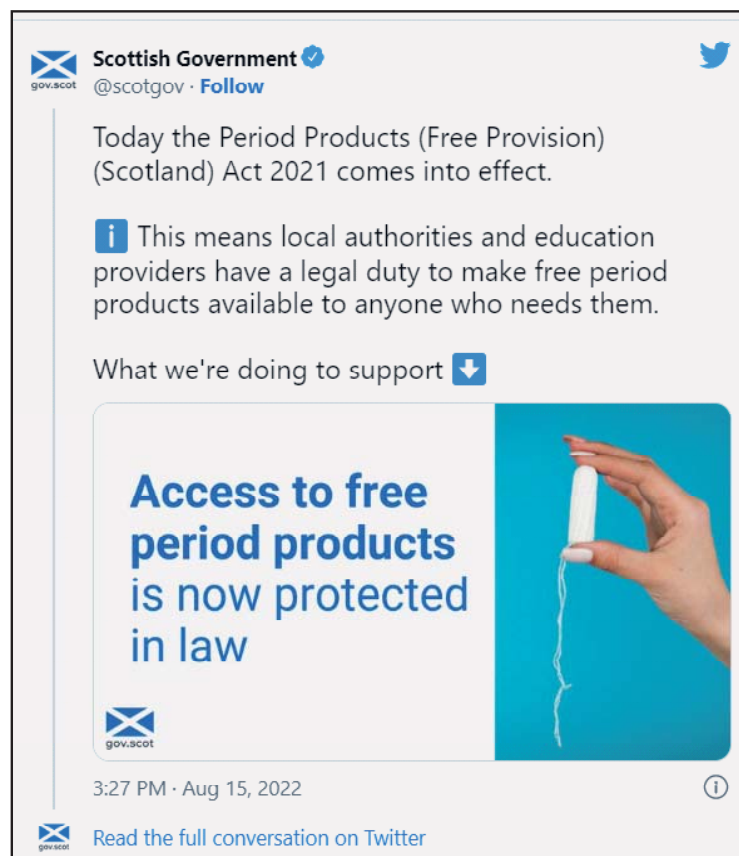 Scottish Government
gov.scot
@scotgov · Follow
Today the Period Products (Free Provision)
(Scotland) Act 2021 comes into effect.
ℹ️ This means local authorities and education
providers have a legal duty to make free period
products available to anyone who needs them.
What we're doing to support ⬇️
Access to free
period products
is now protected
in law
gov.scot
3:27 PM · Aug 15, 2022
gov.scot
Read the full conversation on Twitter